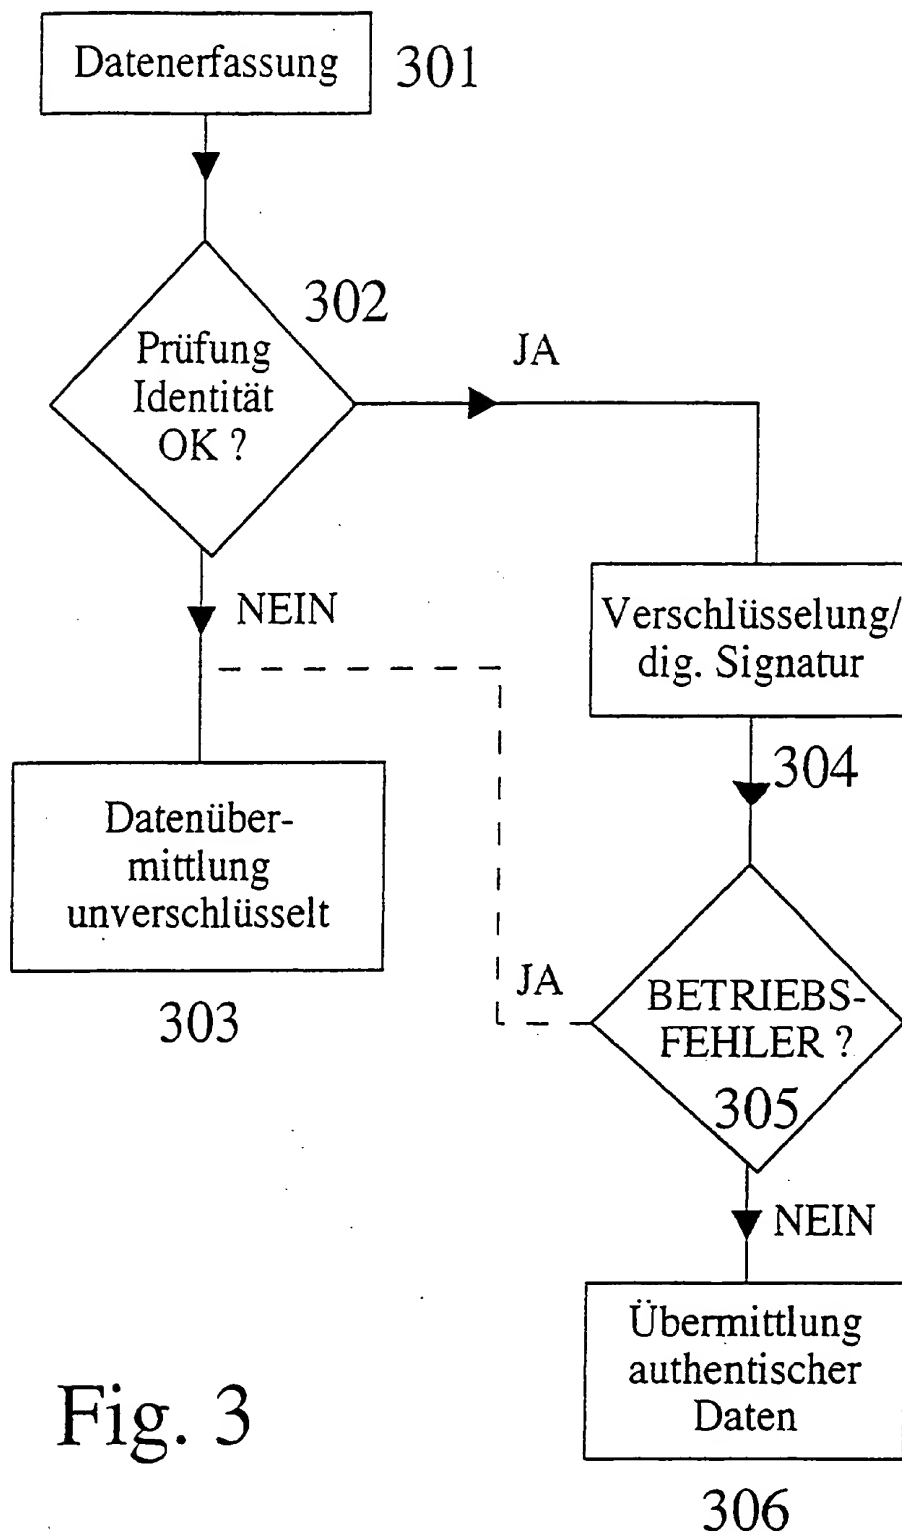 Datenerfassung
301
302
Prüfung
Identität
OK ?
JA
NEIN
Verschlüsselung/
dig. Signatur
304
Datenüber-
mittlung
unverschlüsselt
303
JA
BETRIEBS-
FEHLER ?
305
NEIN
Übermittlung
authentischer
Daten
306
Fig. 3